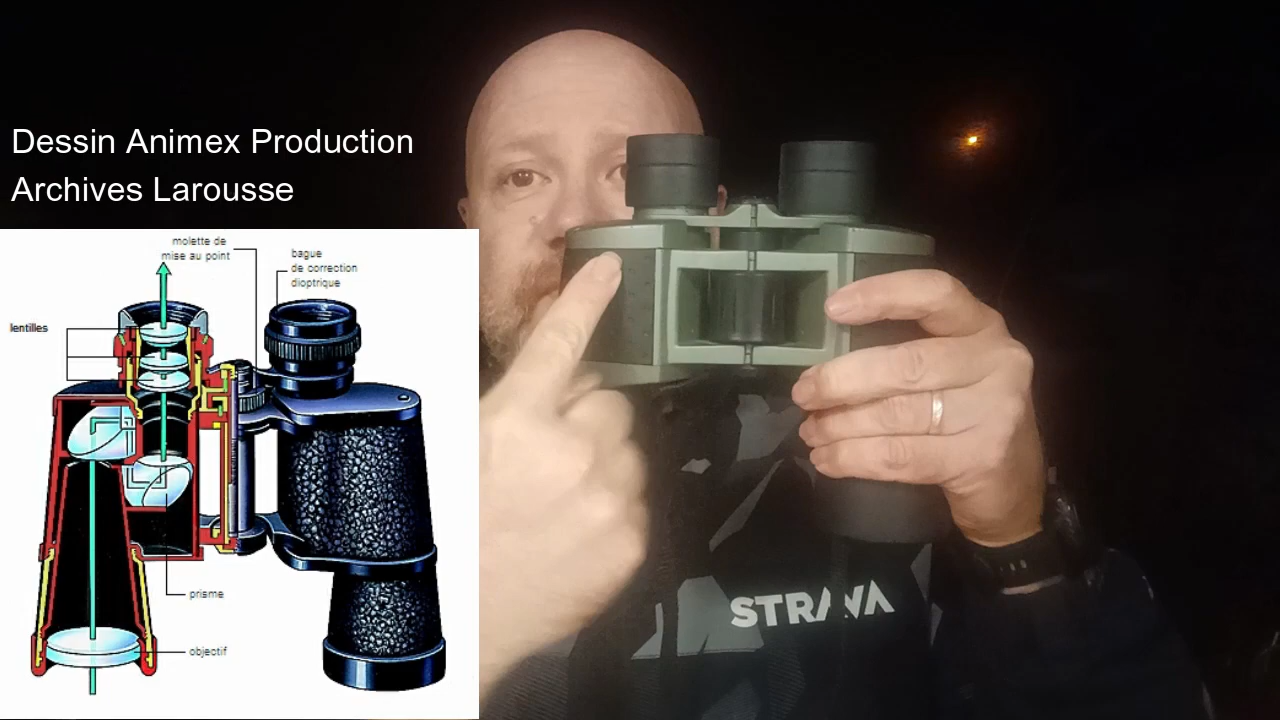 Dessin Animex Production
Archives Larousse
molette de
mise au point
bague
de correction
dioptrique
lentilles
prisme
objectif
STRAVA